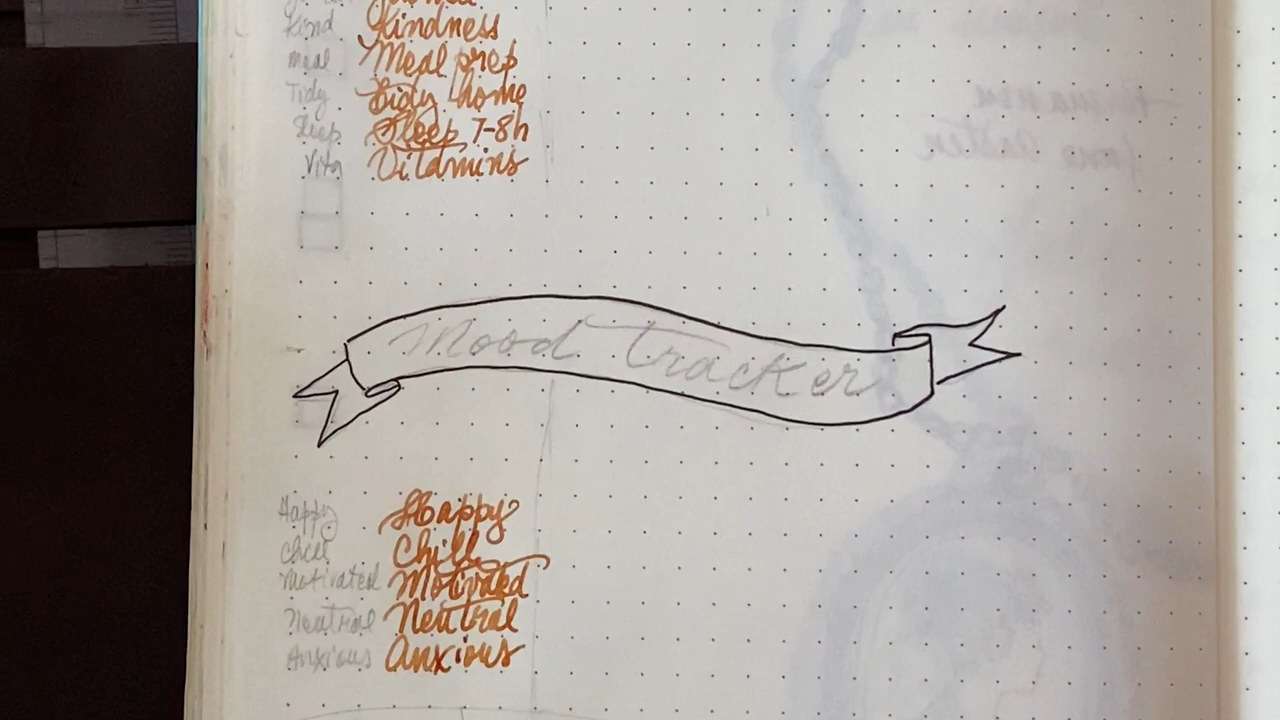 Kind Kindness
Meal Meal prep
Tidy Tidy home
Sleep Sleep 7-8h
Vita Vitamins
Mood Tracker
Happy Happy
Chill Chill
Motivated Motivated
Neutral Neutral
Anxious Anxious